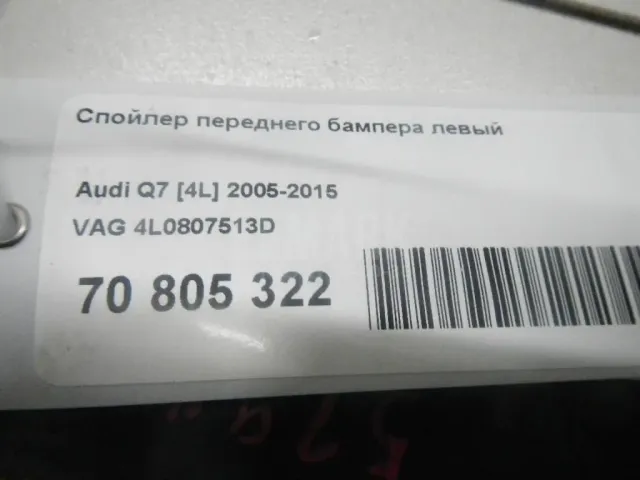 Спойлер переднего бампера левый
Audi Q7 [4L] 2005-2015
VAG 4L0807513D
70 805 322